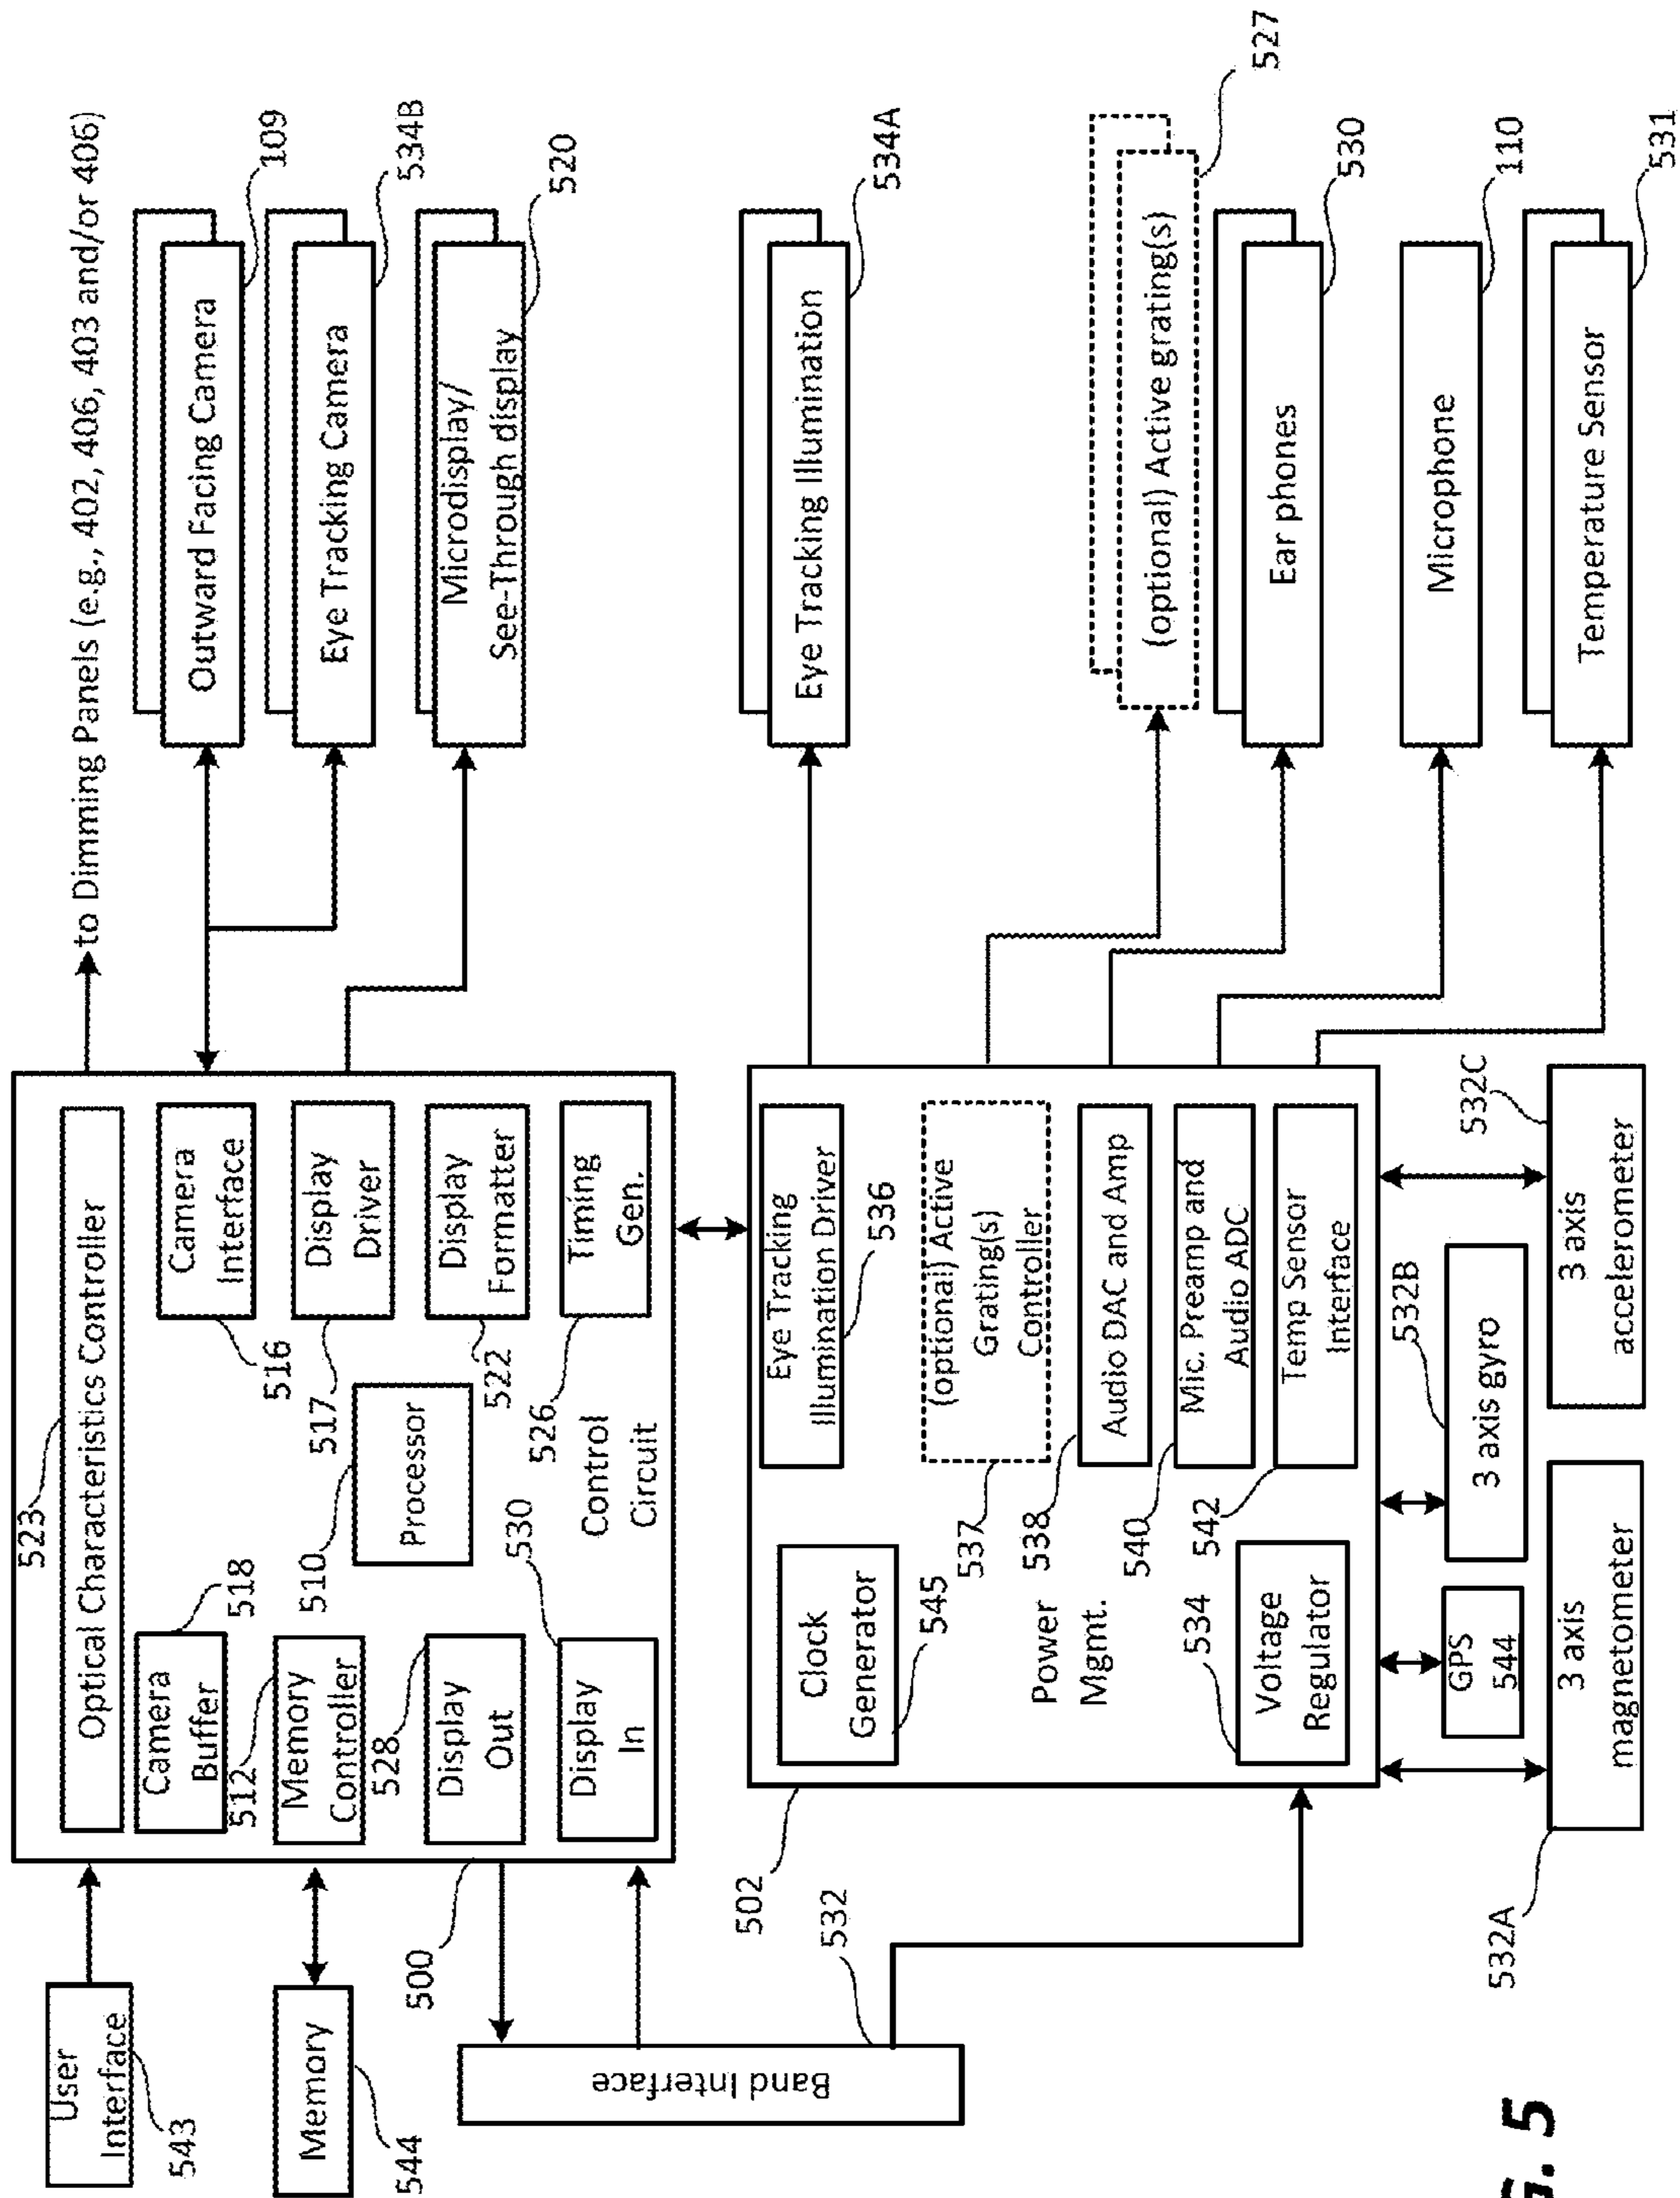 to Dimming Panels (e.g., 402, 406, 403 and/or 406)
523
Optical Characteristics Controller
User
Interface
543
Camera
Buffer
518
Camera
Interface
516
Outward Facing Camera
109
Memory
544
512
Memory
Controller
510
Processor
517
Display
Driver
Eye Tracking Camera
534B
528
Display
Out
522
Display
Formatter
Microdisplay/
See-Through display
520
500
530
Display
In
Control
Circuit
526
Timing
Gen.
Band Interface
532
502
Clock
Generator
545
Eye Tracking
Illumination Driver
536
Eye Tracking Illumination
534A
Power
Mgmt.
537
(optional) Active
Grating(s)
Controller
(optional) Active grating(s)
527
538
Audio DAC and Amp
Ear phones
530
540
Mic. Preamp and
Audio ADC
Microphone
110
534
Voltage
Regulator
542
Temp Sensor
Interface
Temperature Sensor
531
532A
3 axis
magnetometer
GPS
544
3 axis gyro
532B
3 axis
accelerometer
532C
G. 5